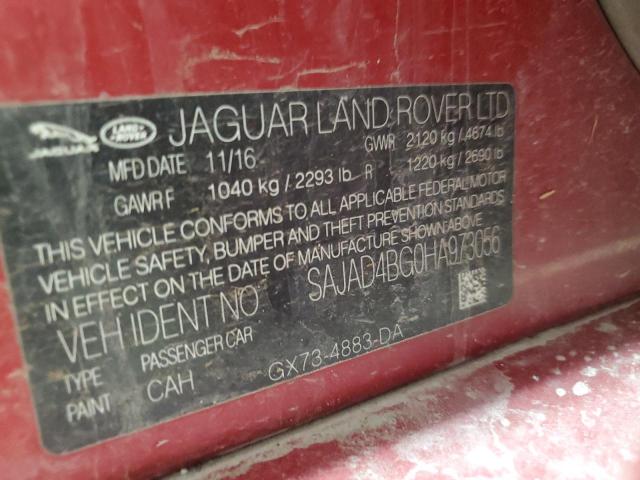 JAGUAR LAND ROVER JAGUAR LAND ROVER LTD
MFD DATE 11/16 GVWR 2120 kg / 4674 lb
GAWR F 1040 kg / 2293 lb R 1220 kg / 2690 lb
THIS VEHICLE CONFORMS TO ALL APPLICABLE FEDERAL MOTOR
VEHICLE SAFETY, BUMPER AND THEFT PREVENTION STANDARDS
IN EFFECT ON THE DATE OF MANUFACTURE SHOWN ABOVE
VEH IDENT NO SAJAD4BG0HA973056
TYPE PASSENGER CAR
PAINT CAH GX73-4883-DA